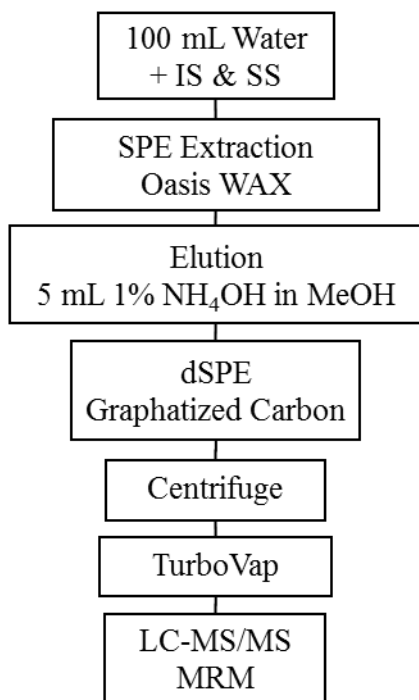 100 mL Water
+ IS & SS
SPE Extraction
Oasis WAX
Elution
5 mL 1% NH₄OH in MeOH
dSPE
Graphatized Carbon
Centrifuge
TurboVap
LC-MS/MS
MRM